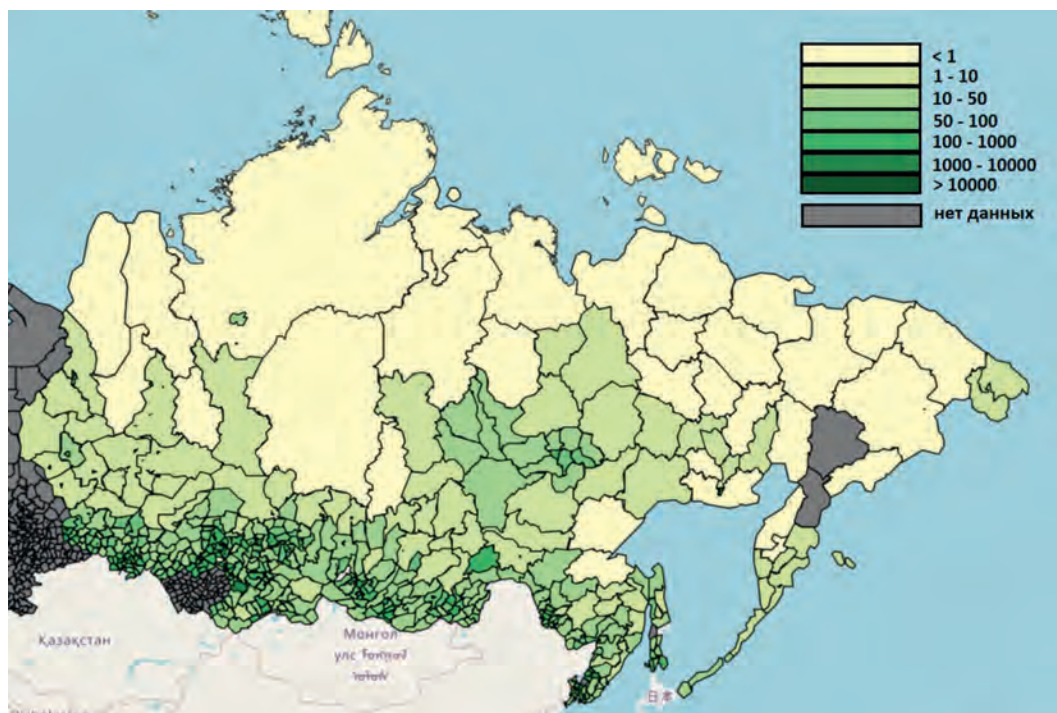 < 1
1 - 10
10 - 50
50 - 100
100 - 1000
1000 - 10000
> 10000
нет данных
Қазақстан
Монгол
улс
日本